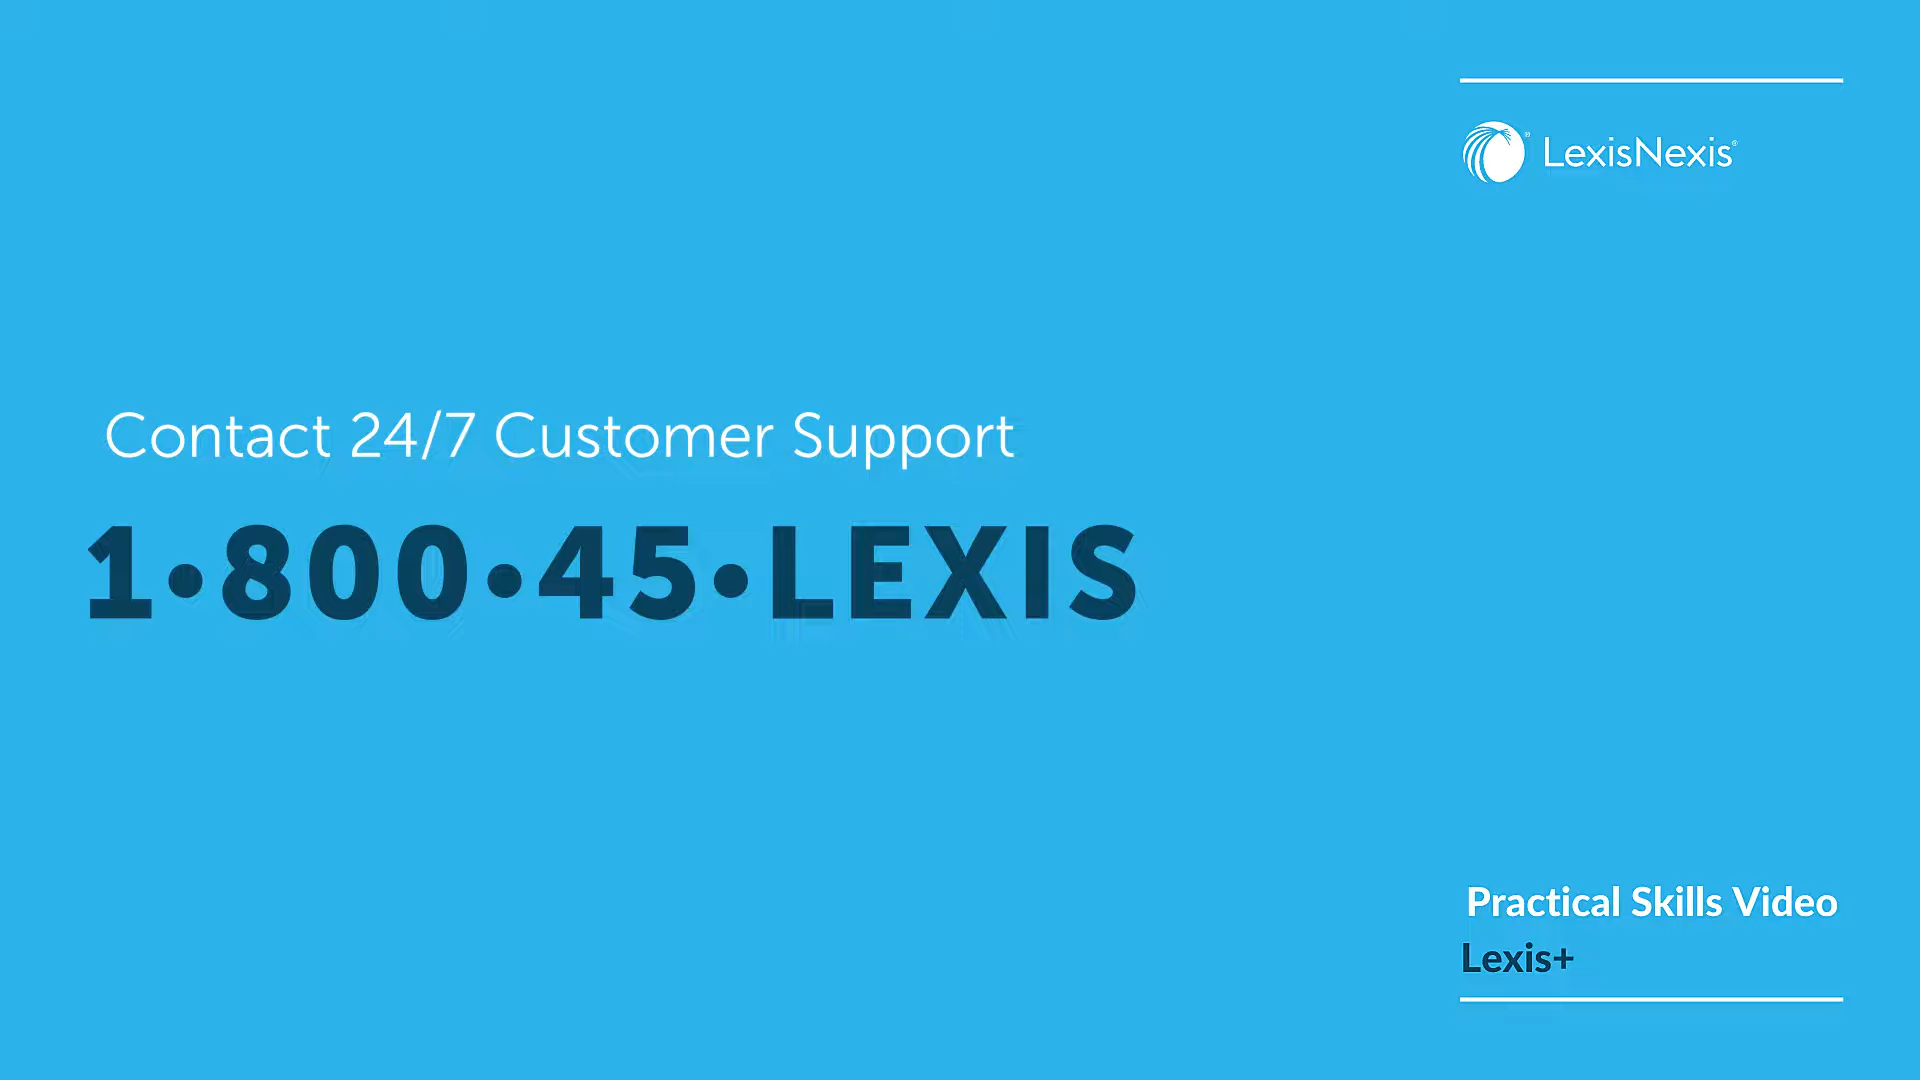 LexisNexis®
Contact 24/7 Customer Support
1•800•45•LEXIS
Practical Skills Video
Lexis+